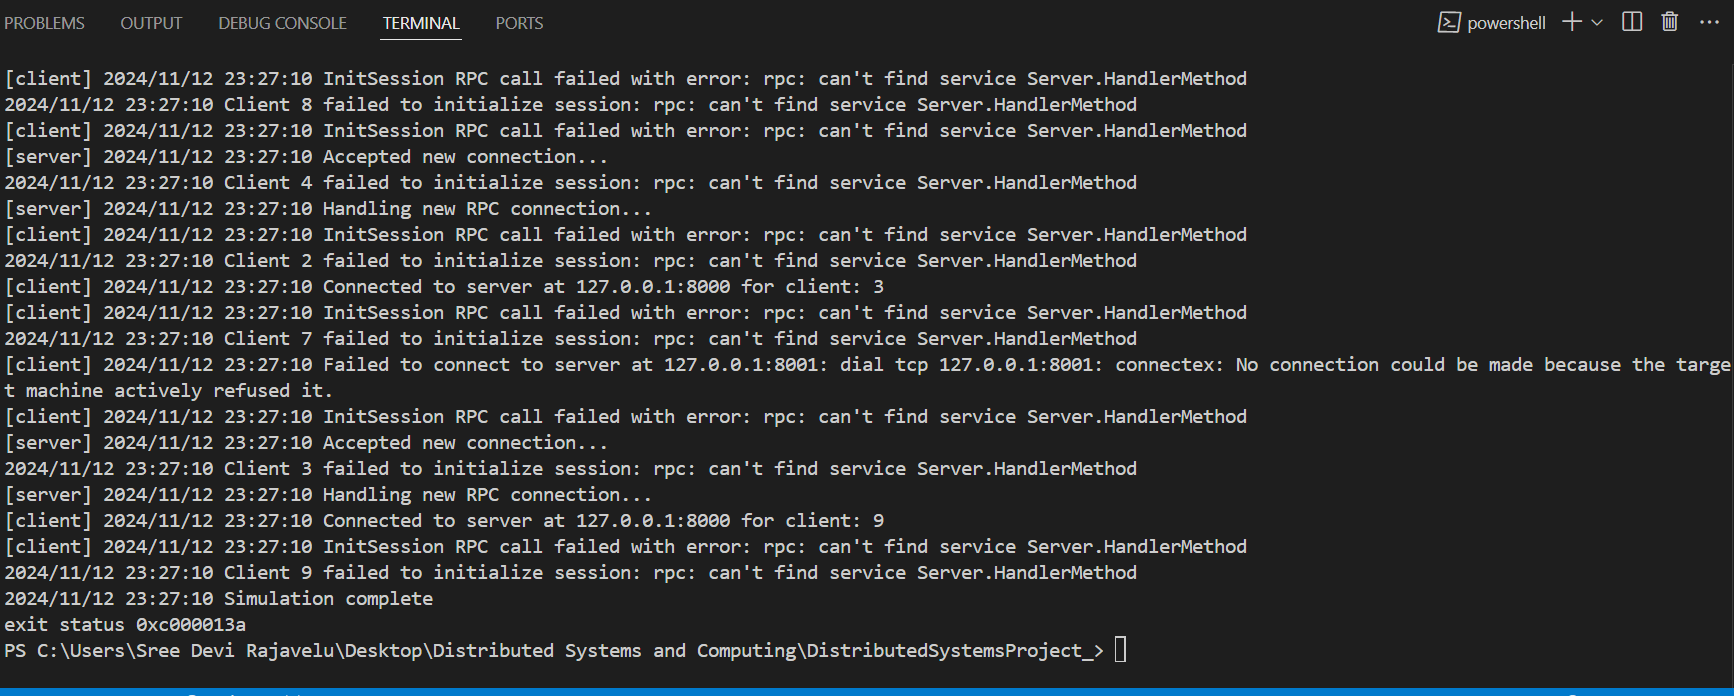 PROBLEMS OUTPUT DEBUG CONSOLE TERMINAL PORTS powershell
[client] 2024/11/12 23:27:10 InitSession RPC call failed with error: rpc: can't find service Server.HandlerMethod
2024/11/12 23:27:10 Client 8 failed to initialize session: rpc: can't find service Server.HandlerMethod
[client] 2024/11/12 23:27:10 InitSession RPC call failed with error: rpc: can't find service Server.HandlerMethod
[server] 2024/11/12 23:27:10 Accepted new connection...
2024/11/12 23:27:10 Client 4 failed to initialize session: rpc: can't find service Server.HandlerMethod
[server] 2024/11/12 23:27:10 Handling new RPC connection...
[client] 2024/11/12 23:27:10 InitSession RPC call failed with error: rpc: can't find service Server.HandlerMethod
2024/11/12 23:27:10 Client 2 failed to initialize session: rpc: can't find service Server.HandlerMethod
[client] 2024/11/12 23:27:10 Connected to server at 127.0.0.1:8000 for client: 3
[client] 2024/11/12 23:27:10 InitSession RPC call failed with error: rpc: can't find service Server.HandlerMethod
2024/11/12 23:27:10 Client 7 failed to initialize session: rpc: can't find service Server.HandlerMethod
[client] 2024/11/12 23:27:10 Failed to connect to server at 127.0.0.1:8001: dial tcp 127.0.0.1:8001: connectex: No connection could be made because the targe
t machine actively refused it.
[client] 2024/11/12 23:27:10 InitSession RPC call failed with error: rpc: can't find service Server.HandlerMethod
[server] 2024/11/12 23:27:10 Accepted new connection...
2024/11/12 23:27:10 Client 3 failed to initialize session: rpc: can't find service Server.HandlerMethod
[server] 2024/11/12 23:27:10 Handling new RPC connection...
[client] 2024/11/12 23:27:10 Connected to server at 127.0.0.1:8000 for client: 9
[client] 2024/11/12 23:27:10 InitSession RPC call failed with error: rpc: can't find service Server.HandlerMethod
2024/11/12 23:27:10 Client 9 failed to initialize session: rpc: can't find service Server.HandlerMethod
2024/11/12 23:27:10 Simulation complete
exit status 0xc000013a
PS C:\Users\Sree Devi Rajavelu\Desktop\Distributed Systems and Computing\DistributedSystemsProject_>